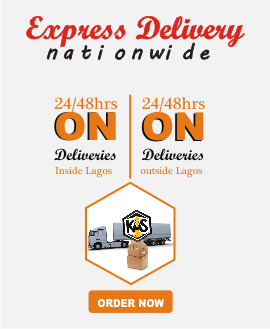 Express Delivery
nationwide
24/48hrs
ON
Deliveries
Inside Lagos
24/48hrs
ON
Deliveries
outside Lagos
K&S
ORDER NOW